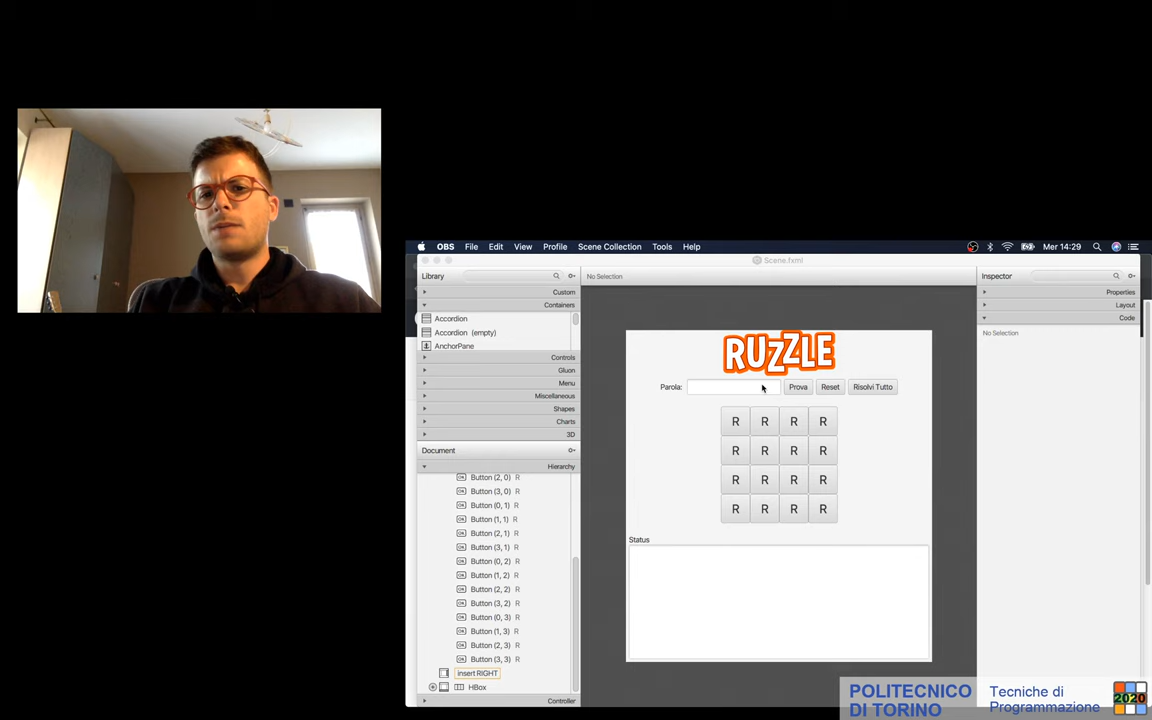 OBS File Edit View Profile Scene Collection Tools Help Mer 14:29
Scene.fxml
Library
No Selection
Inspector
Custom
Containers
Accordion
Accordion (empty)
AnchorPane
Controls
Gluon
Menu
Miscellaneous
Shapes
Charts
3D
Document
Hierarchy
Button (2, 0) R
Button (3, 0) R
Button (0, 1) R
Button (1, 1) R
Button (2, 1) R
Button (3, 1) R
Button (0, 2) R
Button (1, 2) R
Button (2, 2) R
Button (3, 2) R
Button (0, 3) R
Button (1, 3) R
Button (2, 3) R
Button (3, 3) R
insert RIGHT
HBox
Controller
RUZZLE
Parola: Prova Reset Risolvi Tutto
R R R R
R R R R
R R R R
R R R R
Status
Properties
Layout
Code
No Selection
POLITECNICO
DI TORINO
Tecniche di
Programmazione
2020